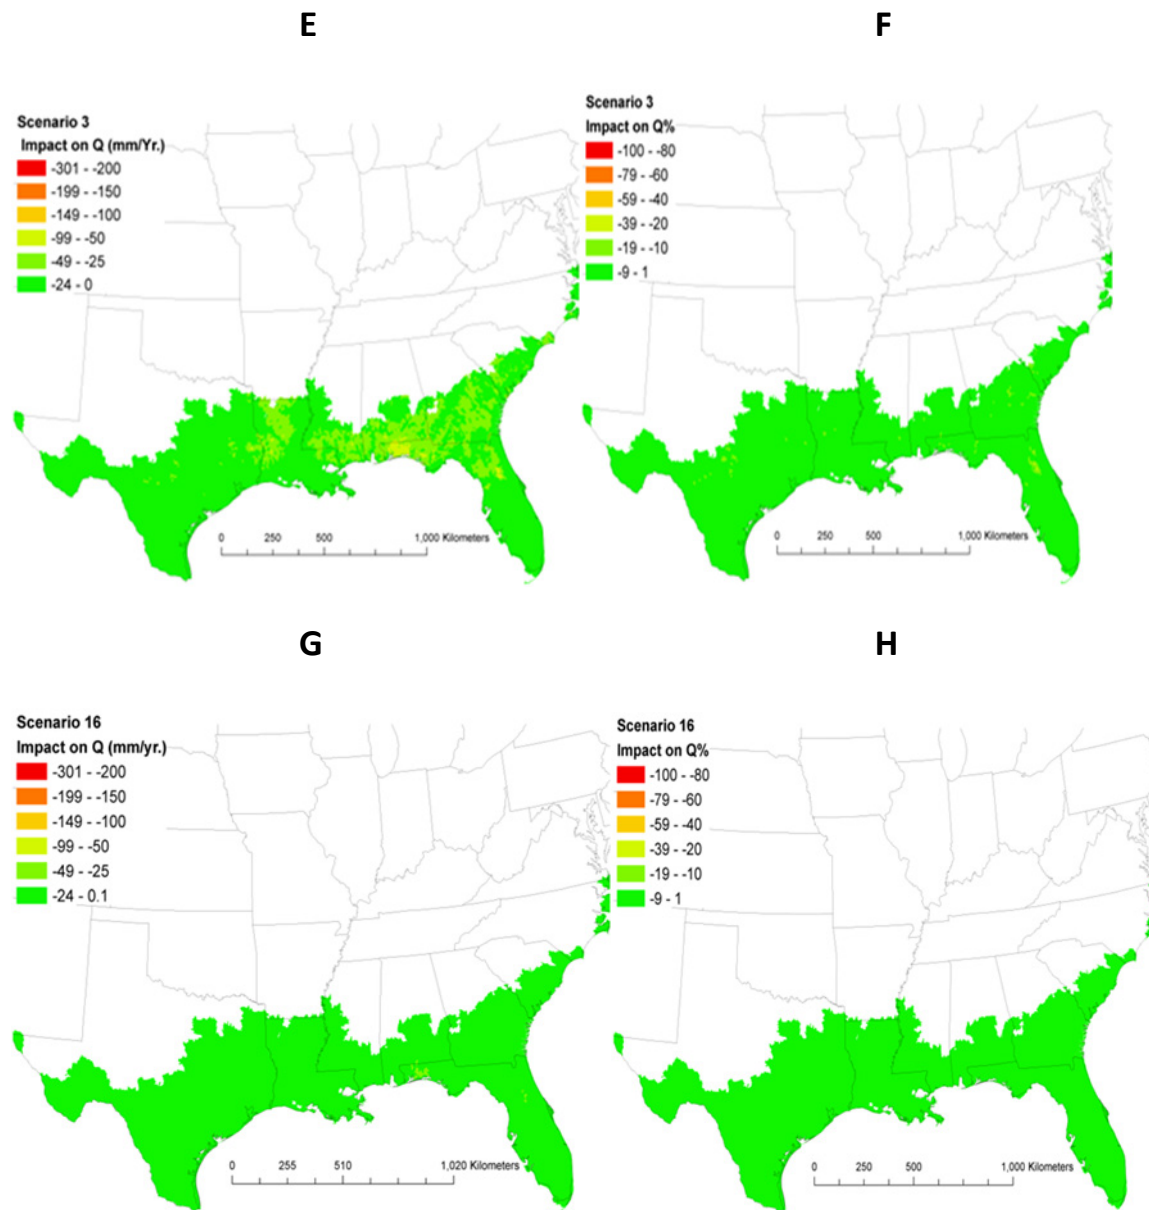 E
F
Scenario 3
Impact on Q (mm/Yr.)
-301 - -200
-199 - -150
-149 - -100
-99 - -50
-49 - -25
-24 - 0
0 250 500 1,000 Kilometers
Scenario 3
Impact on Q%
-100 - -80
-79 - -60
-59 - -40
-39 - -20
-19 - -10
-9 - 1
0 250 500 1,000 Kilometers
G
H
Scenario 16
Impact on Q (mm/yr.)
-301 - -200
-199 - -150
-149 - -100
-99 - -50
-49 - -25
-24 - 0.1
0 255 510 1,020 Kilometers
Scenario 16
Impact on Q%
-100 - -80
-79 - -60
-59 - -40
-39 - -20
-19 - -10
-9 - 1
0 250 500 1,000 Kilometers